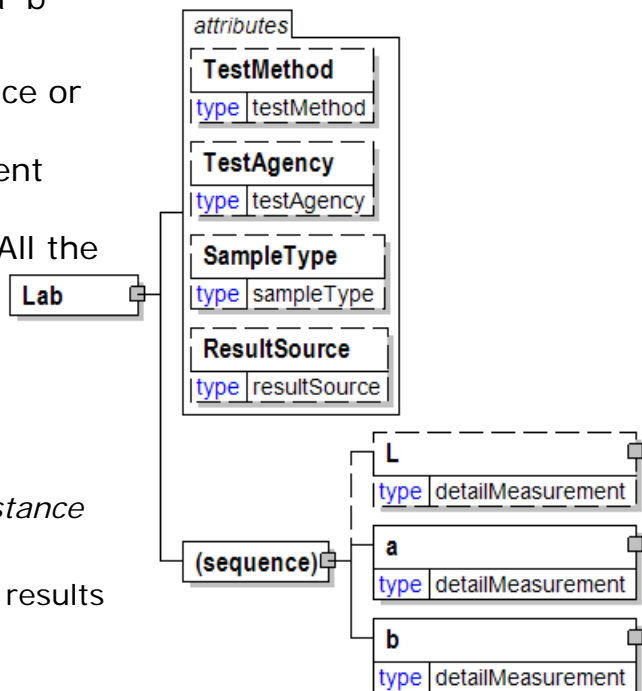 b
attributes
TestMethod
type testMethod
ce or
TestAgency
type testAgency
ent
All the
SampleType
type sampleType
Lab
ResultSource
type resultSource
L
type detailMeasurement
stance
a
type detailMeasurement
(sequence)
results
b
type detailMeasurement